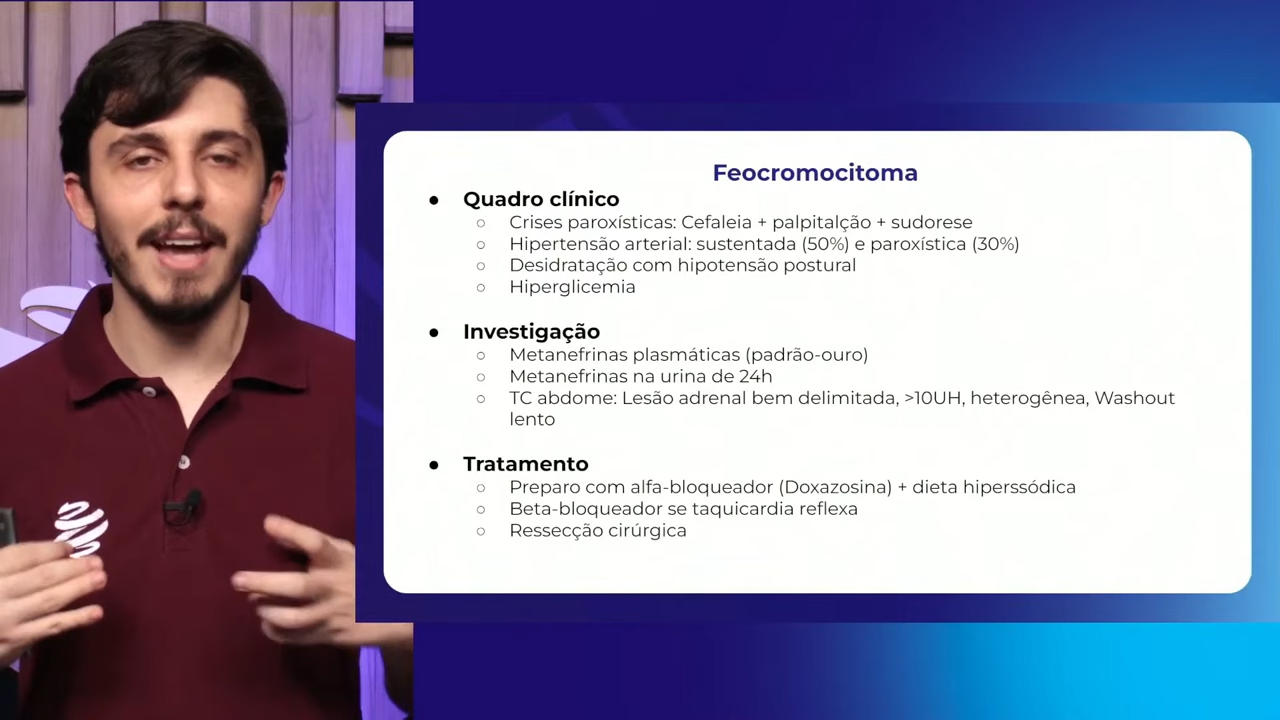 Feocromocitoma
● Quadro clínico
○ Crises paroxísticas: Cefaleia + palpitalção + sudorese
○ Hipertensão arterial: sustentada (50%) e paroxística (30%)
○ Desidratação com hipotensão postural
○ Hiperglicemia
● Investigação
○ Metanefrinas plasmáticas (padrão-ouro)
○ Metanefrinas na urina de 24h
○ TC abdome: Lesão adrenal bem delimitada, >10UH, heterogênea, Washout
lento
● Tratamento
○ Preparo com alfa-bloqueador (Doxazosina) + dieta hiperssódica
○ Beta-bloqueador se taquicardia reflexa
○ Ressecção cirúrgica